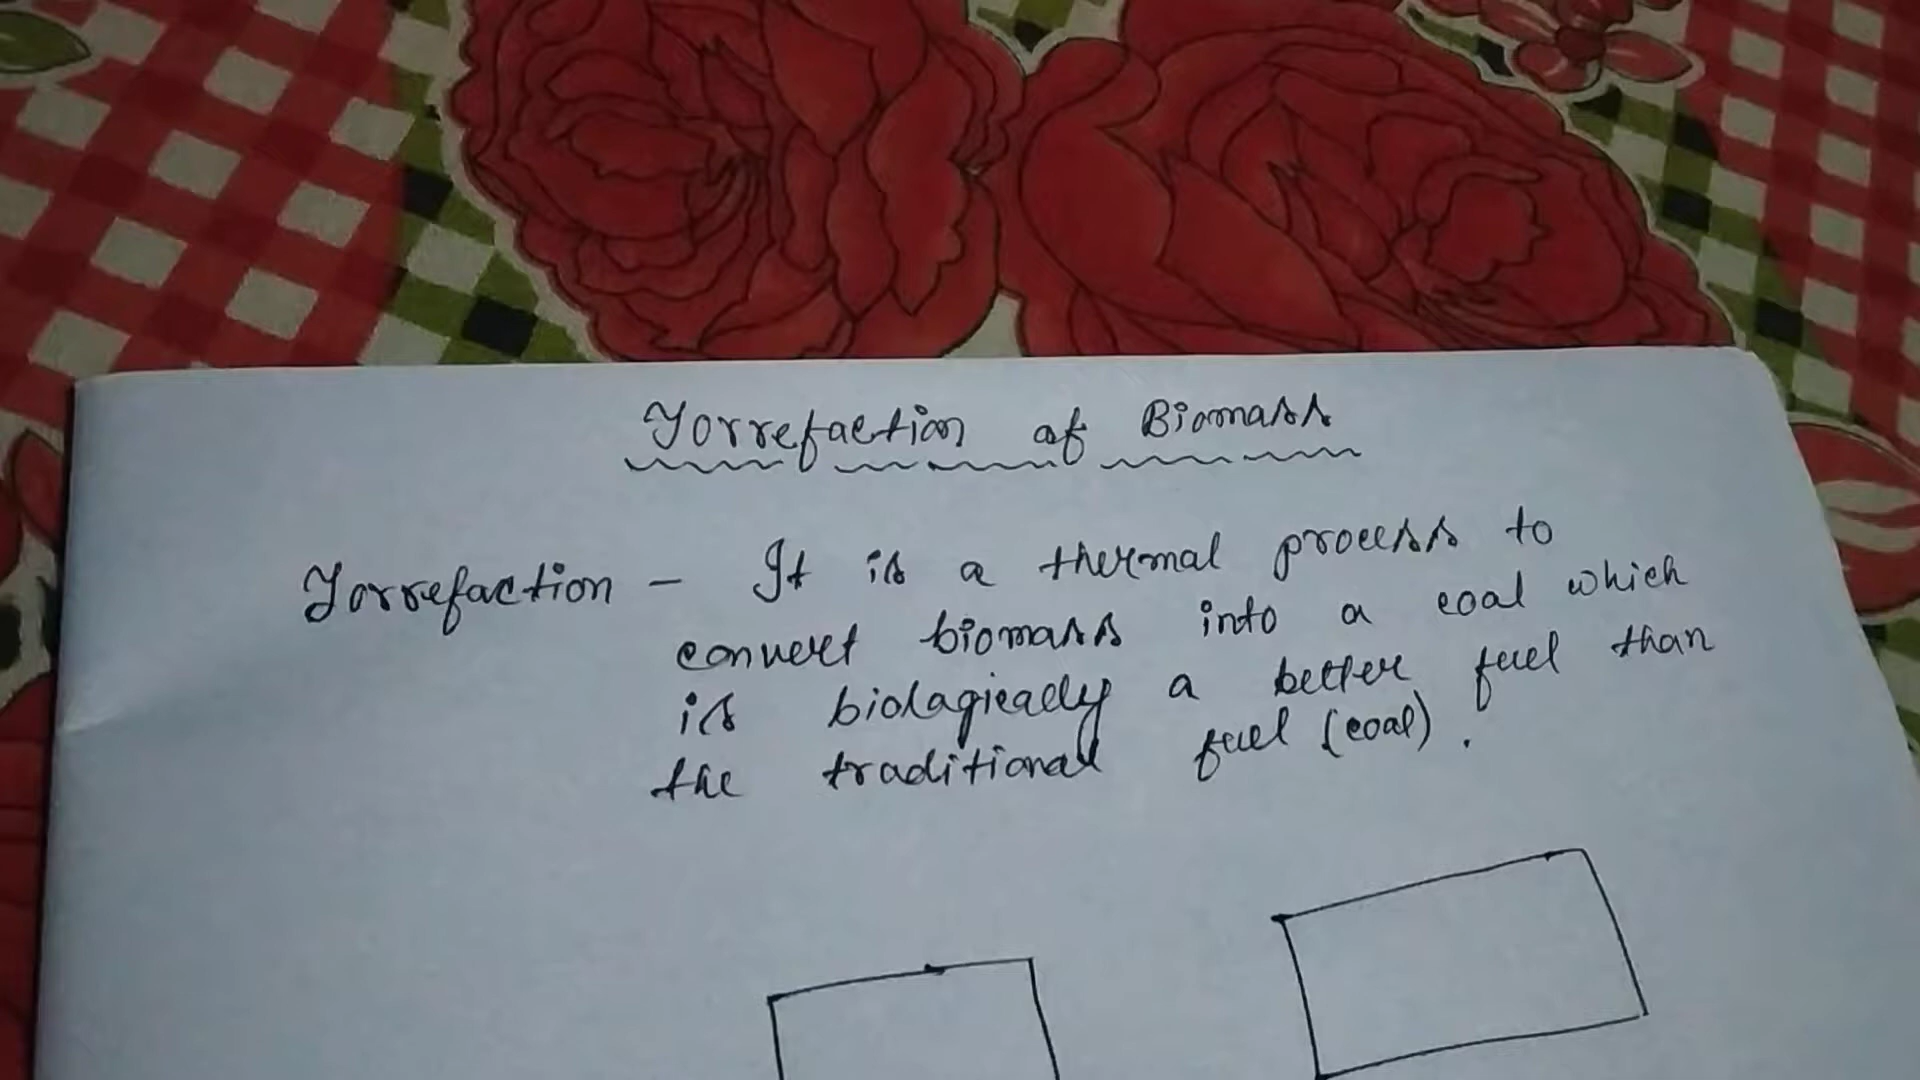 Torrefaction of Biomass
Torrefaction - It is a thermal process to
convert biomass into a coal which
is biologically a better fuel than
the traditional fuel (coal).